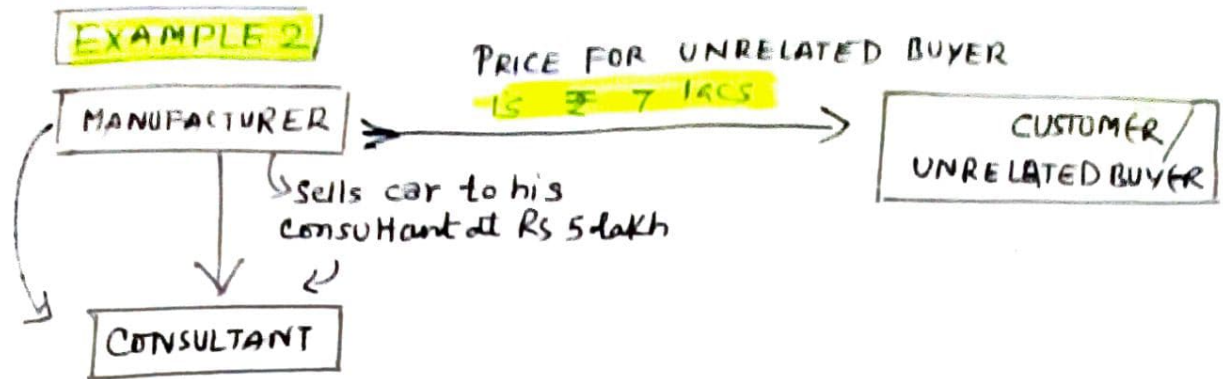 EXAMPLE 2
PRICE FOR UNRELATED BUYER
is ₹ 7 lacs
MANUFACTURER
CUSTOMER/
UNRELATED BUYER
Sells car to his
consultant at Rs 5 lakh
CONSULTANT